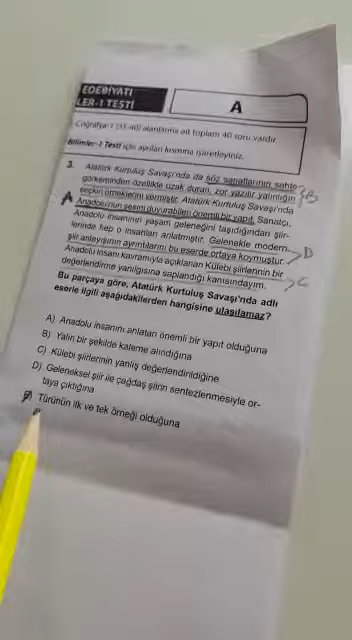 EDEBİYATI
LER-1 TESTİ
A
Coğrafya-1 (35-40) alanlarına ait toplam 40 soru vardır.
Bilimler-1 Testi için ayrılan kısmına işaretleyiniz.
3. Atatürk Kurtuluş Savaşı'nda da söz sanatlarının sahte
görkeminden özellikle uzak duran, zor yazılır yalınlığın B
seçkin örneklerini vermiştir. Atatürk Kurtuluş Savaşı'nda
A Anadolu'nun sesini duyurabilen önemli bir yapıt. Sanatçı,
Anadolu insanının yaşam geleneğini taşıdığından şiir-
lerinde hep o insanları anlatmıştır. Gelenekle modern D
şiir anlayışının ayrımlarını bu eserde ortaya koymuştur.
Anadolu insanı kavramıyla açıklanan Külebi şiirlerinin bir C
değerlendirme yanılgısına saplandığı kanısındayım.
Bu parçaya göre, Atatürk Kurtuluş Savaşı'nda adlı
eserle ilgili aşağıdakilerden hangisine ulaşılamaz?
A) Anadolu insanını anlatan önemli bir yapıt olduğuna
B) Yalın bir şekilde kaleme alındığına
C) Külebi şiirlerinin yanlış değerlendirildiğine
D) Geleneksel şiir ile çağdaş şiirin sentezlenmesiyle or-
taya çıktığına
Türünün ilk ve tek örneği olduğuna